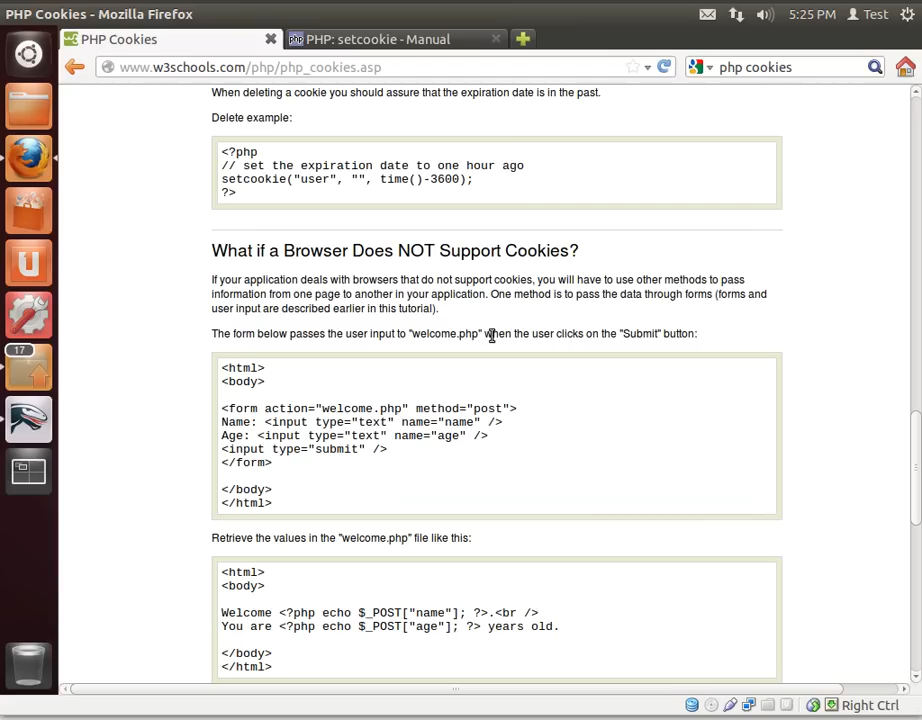 PHP Cookies - Mozilla Firefox
5:25 PM
Test
PHP Cookies
php
PHP: setcookie - Manual
www.w3schools.com/php/php_cookies.asp
php cookies
When deleting a cookie you should assure that the expiration date is in the past.
Delete example:
<?php
// set the expiration date to one hour ago
setcookie("user", "", time()-3600);
?>
What if a Browser Does NOT Support Cookies?
If your application deals with browsers that do not support cookies, you will have to use other methods to pass
information from one page to another in your application. One method is to pass the data through forms (forms and
user input are described earlier in this tutorial).
The form below passes the user input to "welcome.php" when the user clicks on the "Submit" button:
<html>
<body>
<form action="welcome.php" method="post">
Name: <input type="text" name="name" />
Age: <input type="text" name="age" />
<input type="submit" />
</form>
</body>
</html>
Retrieve the values in the "welcome.php" file like this:
<html>
<body>
Welcome <?php echo $_POST["name"]; ?>.<br />
You are <?php echo $_POST["age"]; ?> years old.
</body>
</html>
17
Right Ctrl